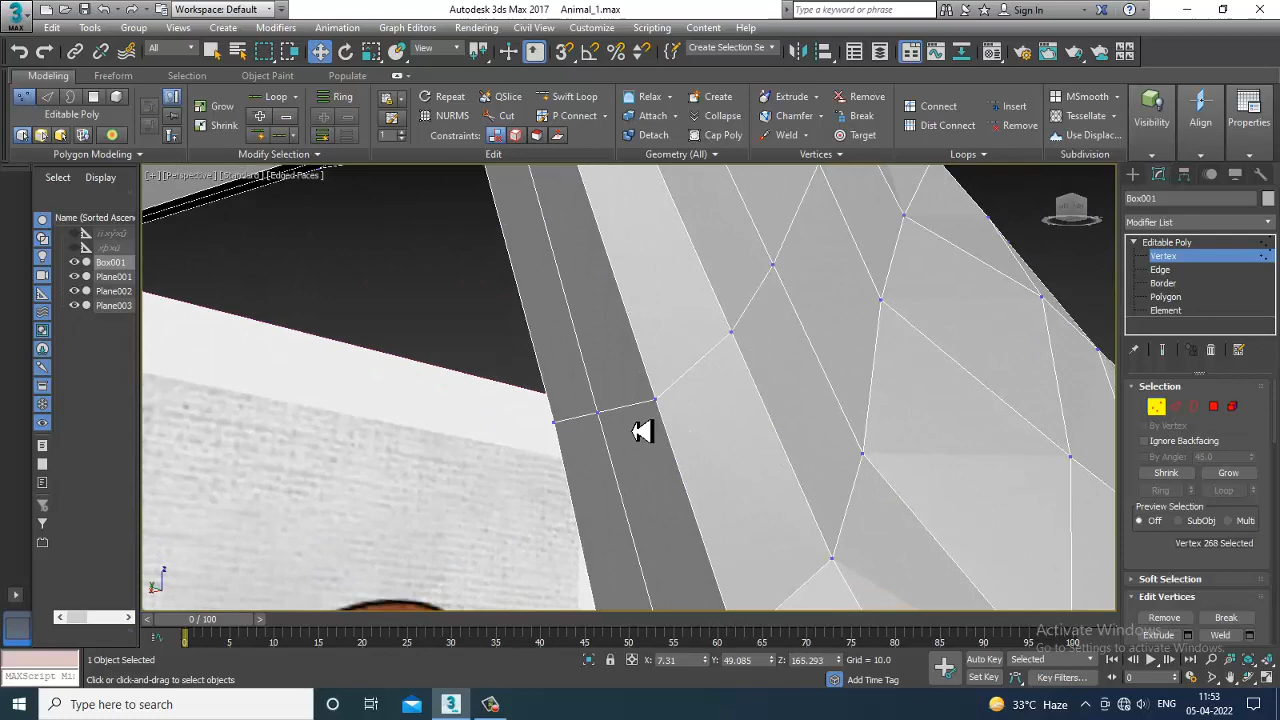 Workspace: Default
Autodesk 3ds Max 2017 Animal_1.max
Type a keyword or phrase
Sign In
MAX
Edit Tools Group Views Create Modifiers Animation Graph Editors Rendering Civil View Customize Scripting Content Help
All
View
Create Selection Se
Modeling Freeform Selection Object Paint Populate
Grow Loop Ring Repeat QSlice Swift Loop Relax Create Extrude Remove Connect Insert MSmooth
Editable Poly
Shrink NURMS Cut P Connect Attach Collapse Chamfer Break Dist Connect Remove Tessellate Visibility Align Properties
1 Constraints: Detach Cap Poly Weld Target Use Displac...
Polygon Modeling Modify Selection Edit Geometry (All) Vertices Loops Subdivision
Select Display
[+] [Perspective] [Standard] [Edged Faces]
Name (Sorted Ascen
Box001
Plane001
Plane002
Plane003
Box001
Modifier List
Editable Poly
Vertex
Edge
Border
Polygon
Element
Selection
By Vertex
Ignore Backfacing
By Angle: 45.0
Shrink Grow
Ring Loop
Preview Selection
Off SubObj Multi
Vertex 268 Selected
Soft Selection
Edit Vertices
Remove Break
Extrude Weld
0 / 100
0 5 10 15 20 25 30 35 40 45 50 55 60 65 70 75 80 85 90 95 100
Activate Windows
Go to Settings to activate Windows.
1 Object Selected
X: 7.31 Y: 49.085 Z: 165.293 Grid = 10.0
Auto Key Selected
MAXScript Mi:
Click or click-and-drag to select objects
Add Time Tag
Set Key Key Filters...
0
Type here to search
33°C Haze
ENG
11:53
05-04-2022